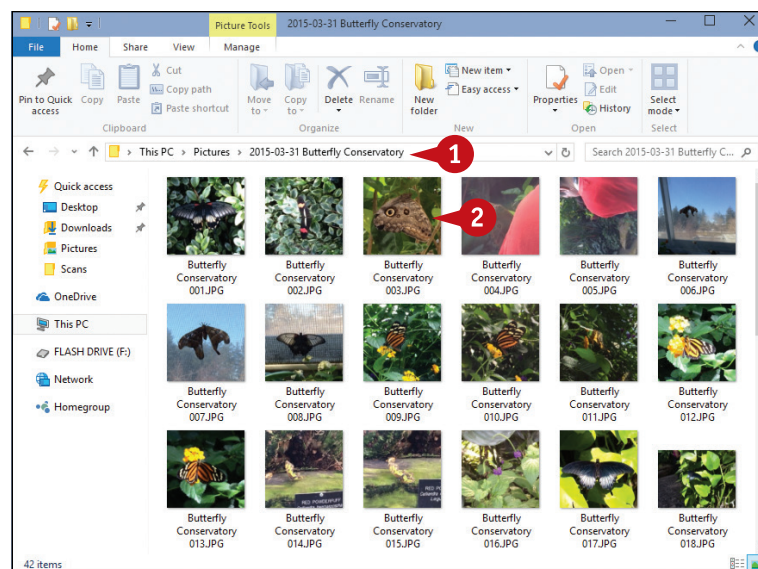 Picture Tools 2015-03-31 Butterfly Conservatory
File Home Share View Manage
Pin to Quick access
Copy
Paste
Cut
Copy path
Paste shortcut
Clipboard
Move to
Copy to
Delete
Rename
Organize
New folder
New item
Easy access
New
Properties
Open
Edit
History
Open
Select mode
Select
This PC > Pictures > 2015-03-31 Butterfly Conservatory
1
Search 2015-03-31 Butterfly C...
Quick access
Desktop
Downloads
Pictures
Scans
OneDrive
This PC
FLASH DRIVE (F:)
Network
Homegroup
2
Butterfly Conservatory 001.JPG
Butterfly Conservatory 002.JPG
Butterfly Conservatory 003.JPG
Butterfly Conservatory 004.JPG
Butterfly Conservatory 005.JPG
Butterfly Conservatory 006.JPG
Butterfly Conservatory 007.JPG
Butterfly Conservatory 008.JPG
Butterfly Conservatory 009.JPG
Butterfly Conservatory 010.JPG
Butterfly Conservatory 011.JPG
Butterfly Conservatory 012.JPG
Butterfly Conservatory 013.JPG
Butterfly Conservatory 014.JPG
Butterfly Conservatory 015.JPG
Butterfly Conservatory 016.JPG
Butterfly Conservatory 017.JPG
Butterfly Conservatory 018.JPG
42 items